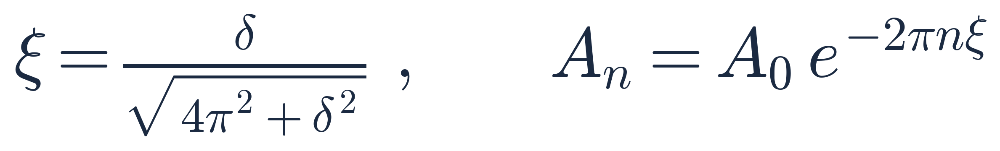 ξ = δ / √(4π² + δ²) , Aₙ = A₀ e^{−2πnξ}